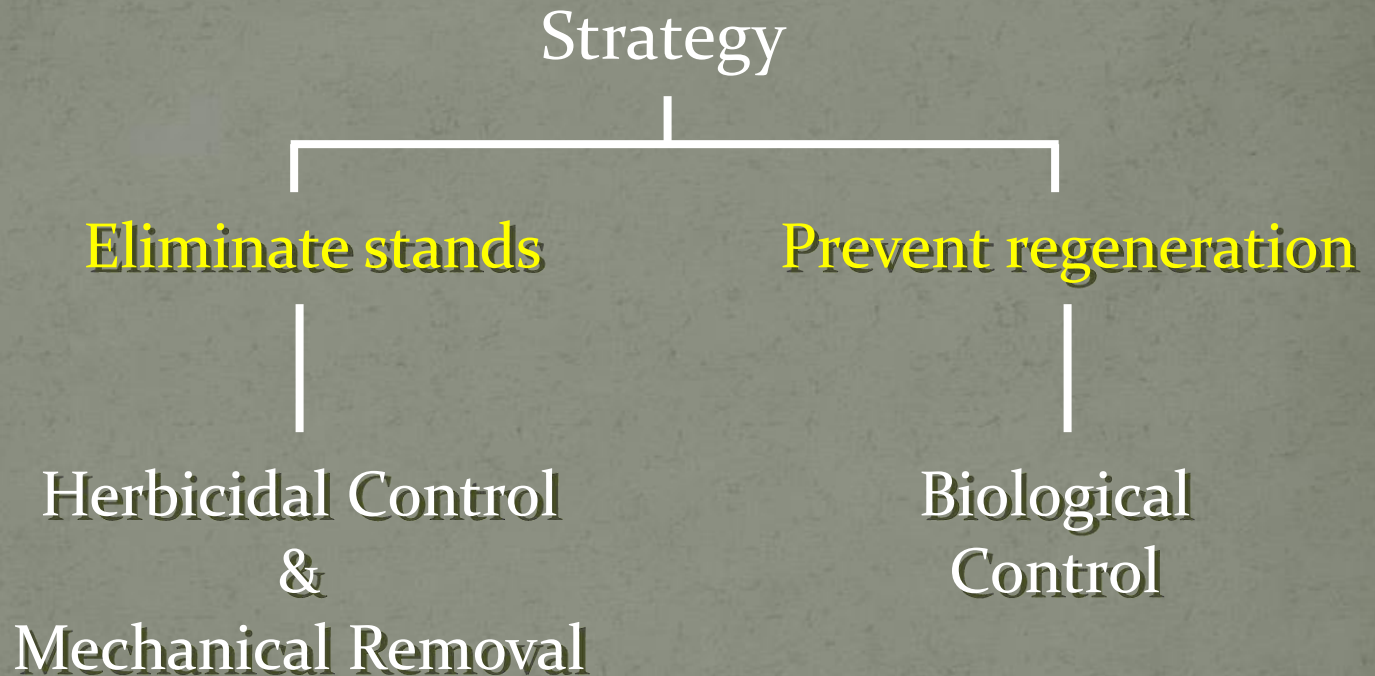 Strategy
Eliminate stands
Prevent regeneration
Herbicidal Control
&
Mechanical Removal
Biological
Control